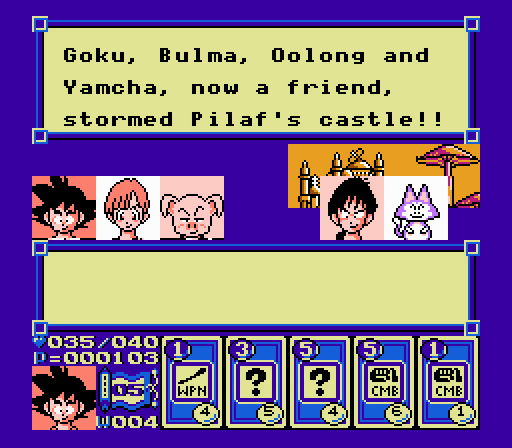 Goku, Bulma, Oolong and
Yamcha, now a friend,
stormed Pilaf's castle!!
035/040
P=000103
05
W004
1 3 5 5 1
WPN ? ? CMB CMB
4 5 4 6 1